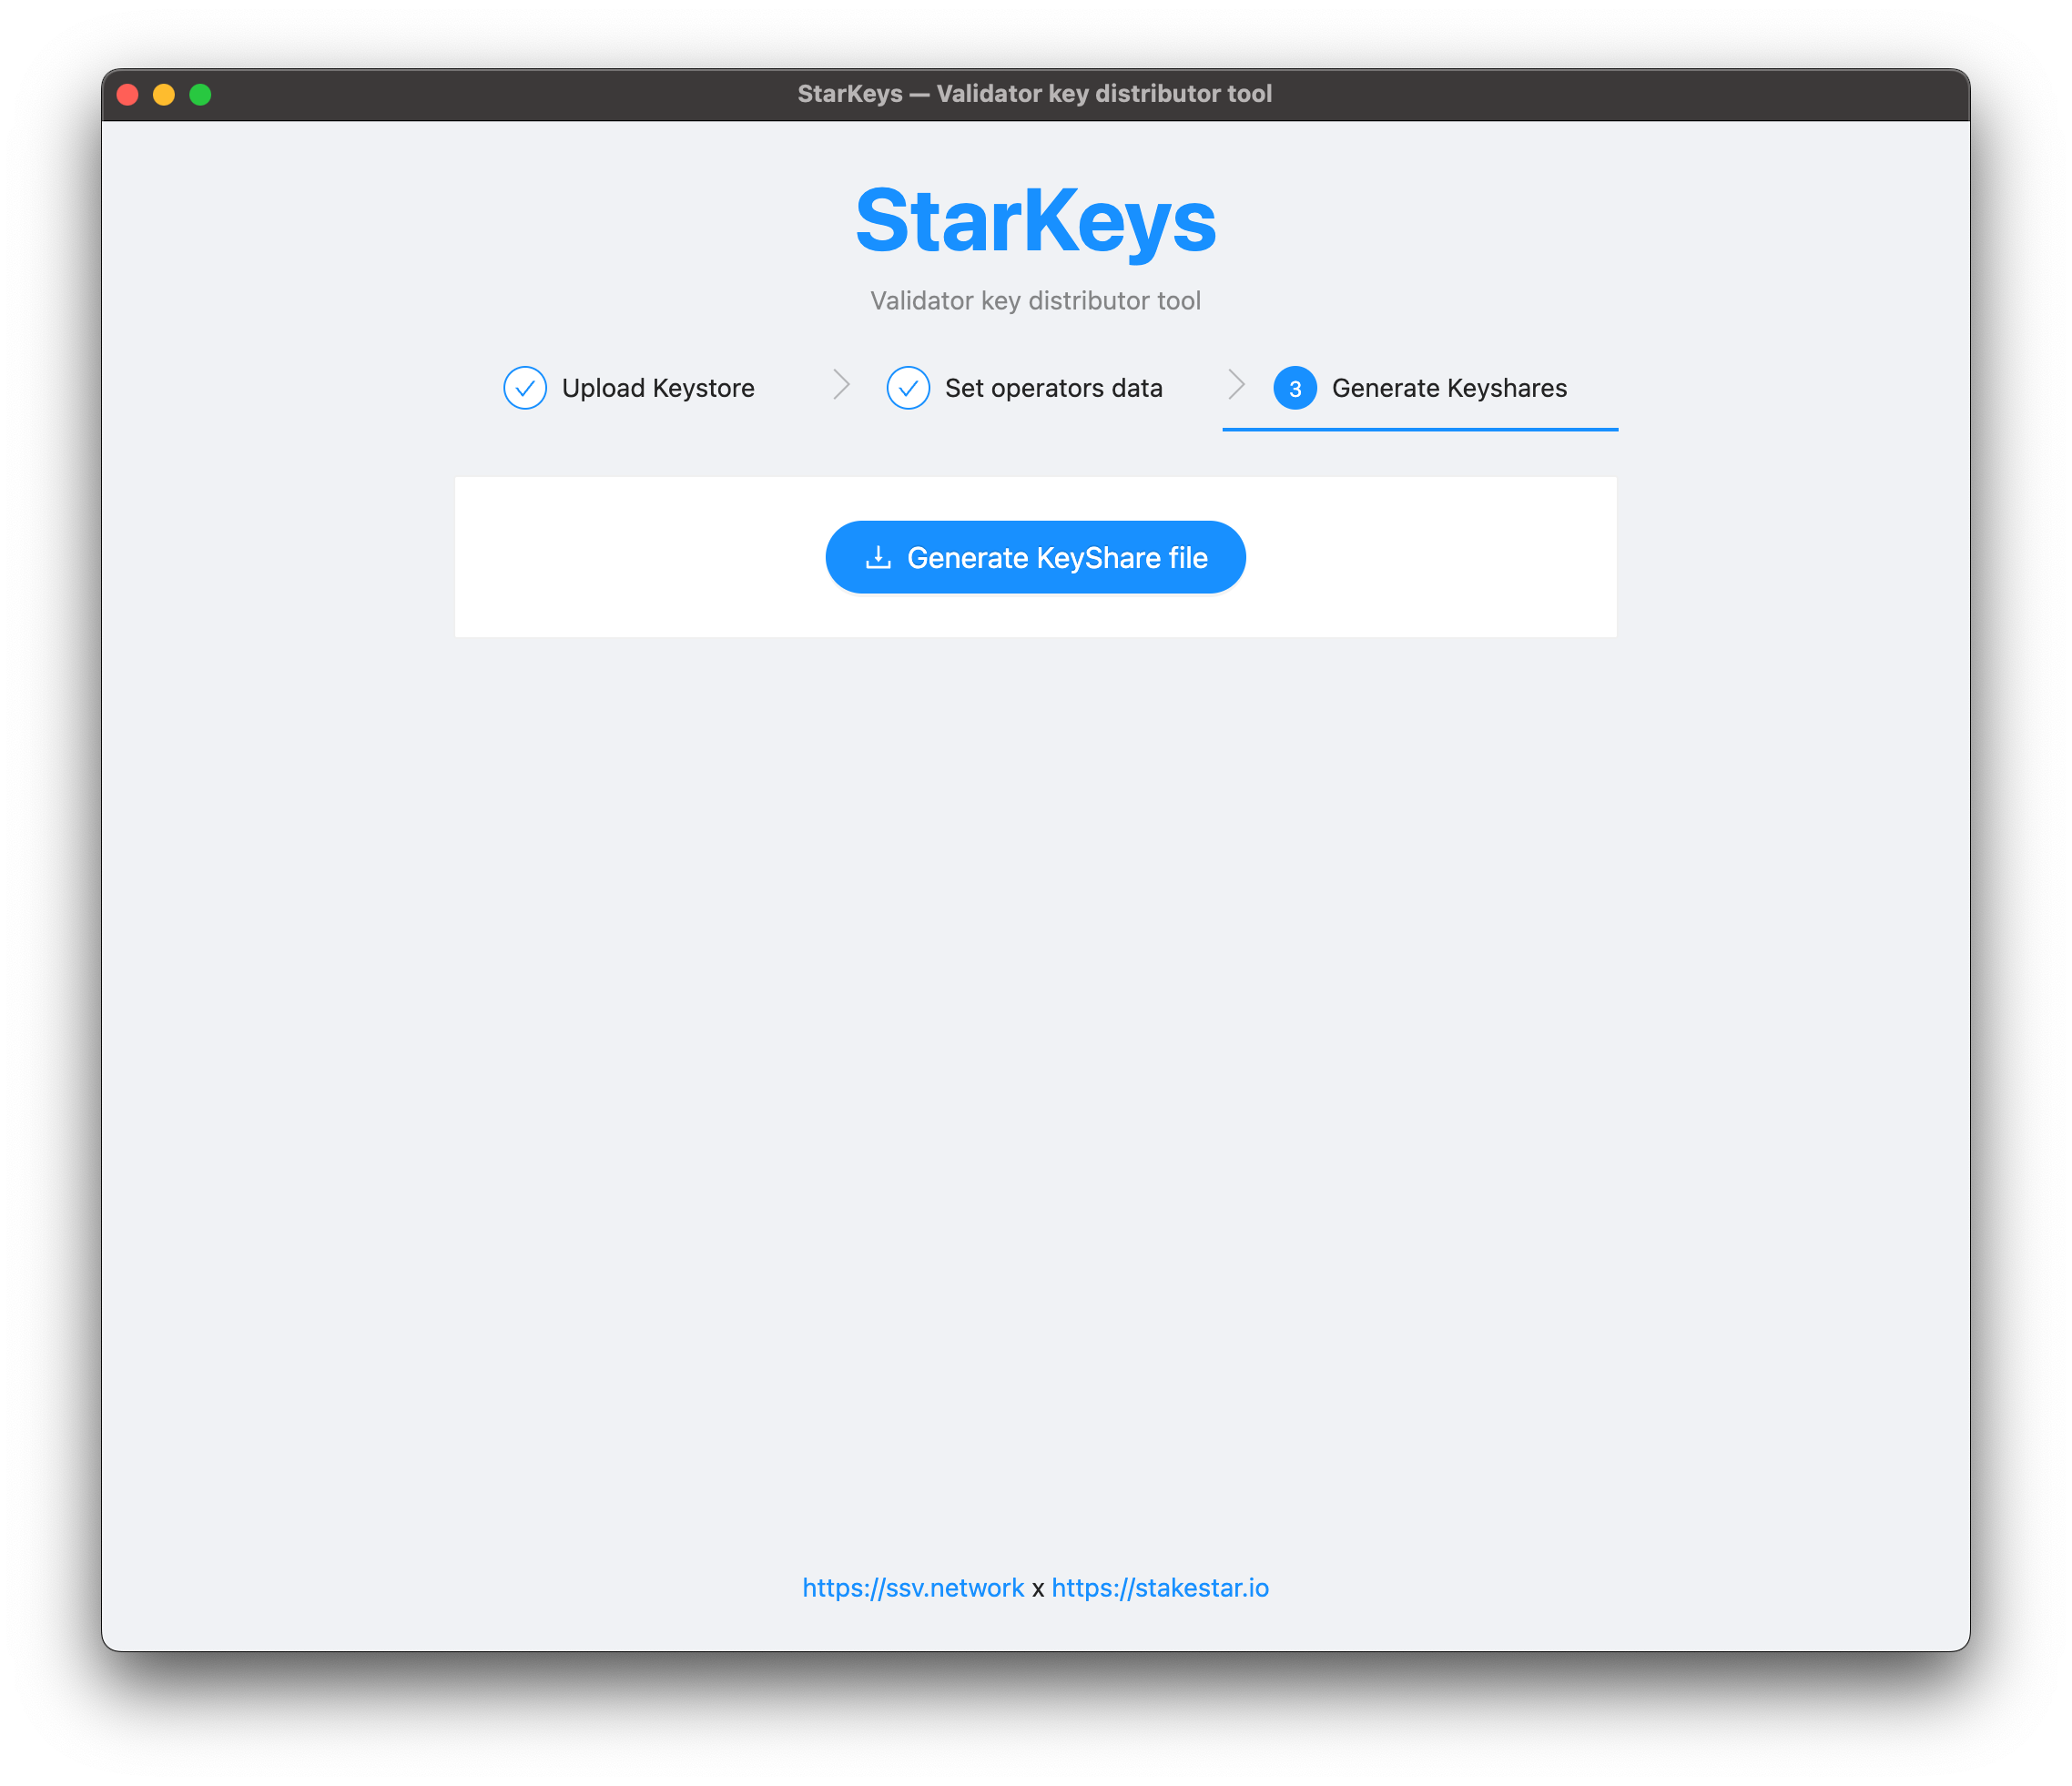 StarKeys — Validator key distributor tool
StarKeys
Validator key distributor tool
Upload Keystore
Set operators data
3 Generate Keyshares
Generate KeyShare file
https://ssv.network x https://stakestar.io